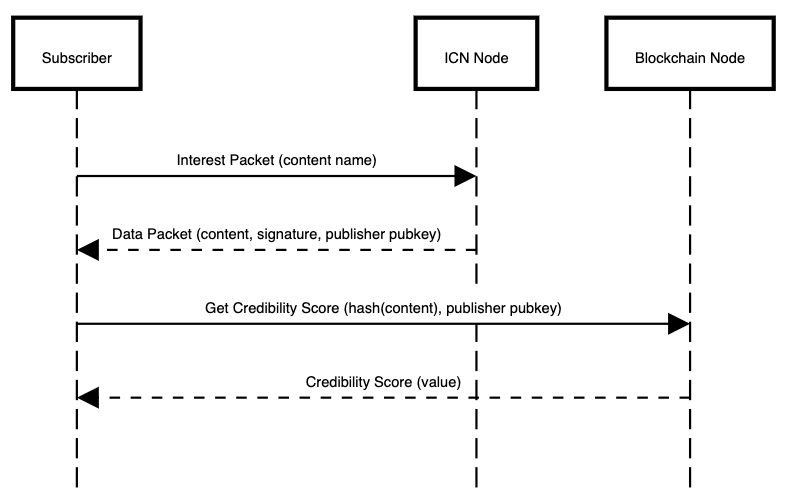 Subscriber
ICN Node
Blockchain Node
Interest Packet (content name)
Data Packet (content, signature, publisher pubkey)
Get Credibility Score (hash(content), publisher pubkey)
Credibility Score (value)